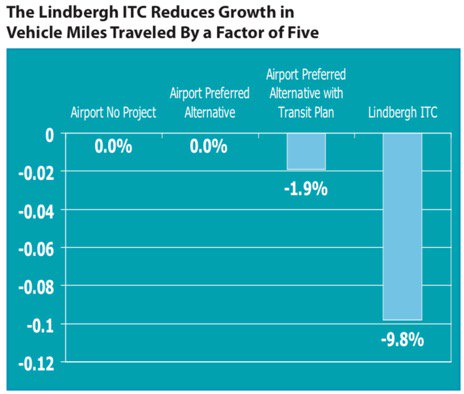 The Lindbergh ITC Reduces Growth in
Vehicle Miles Traveled By a Factor of Five
Airport No Project
Airport Preferred
Alternative
Airport Preferred
Alternative with
Transit Plan
Lindbergh ITC
0
-0.02
-0.04
-0.06
-0.08
-0.1
-0.12
0.0%
0.0%
-1.9%
-9.8%